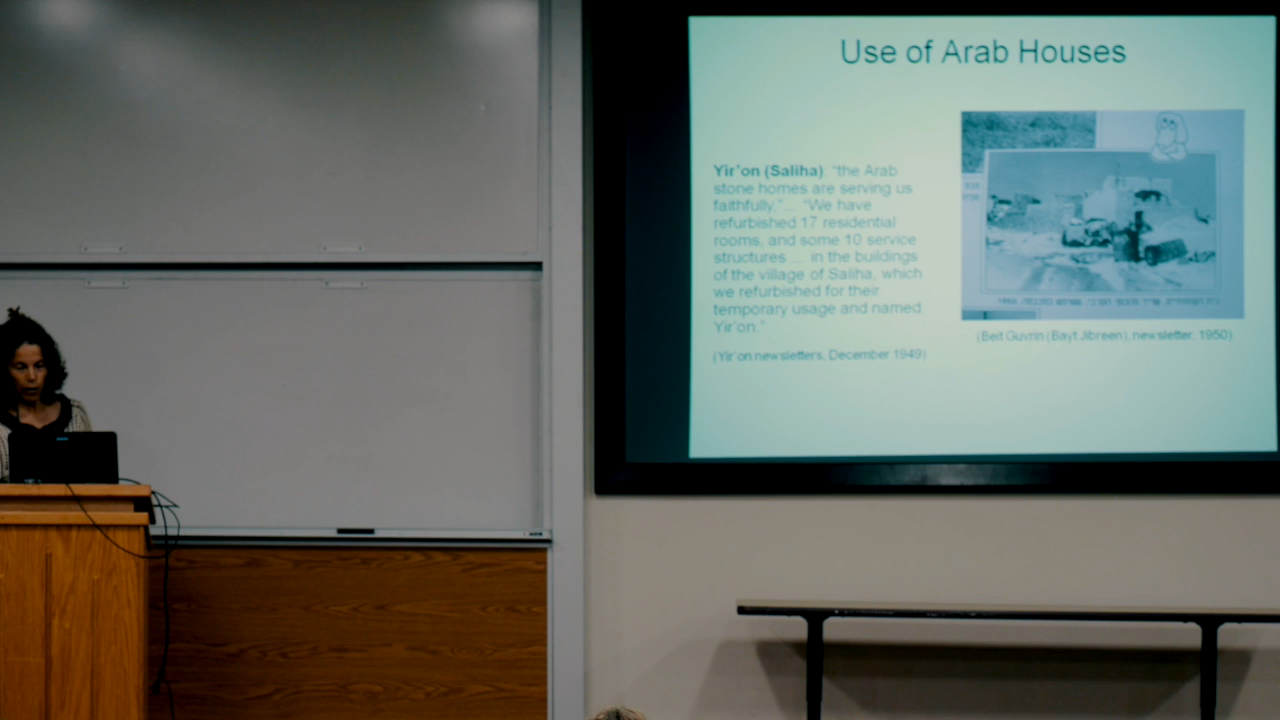 Use of Arab Houses
Yir'on (Saliha): "the Arab
stone homes are serving us
faithfully,"... "We have
refurbished 17 residential
rooms, and some 10 service
structures ... in the buildings
of the village of Saliha, which
we refurbished for their
temporary usage and named
Yir'on."
(Yir'on newsletters, December 1949)
(Beit Guvrin (Bayt Jibreen), newsletter, 1950)